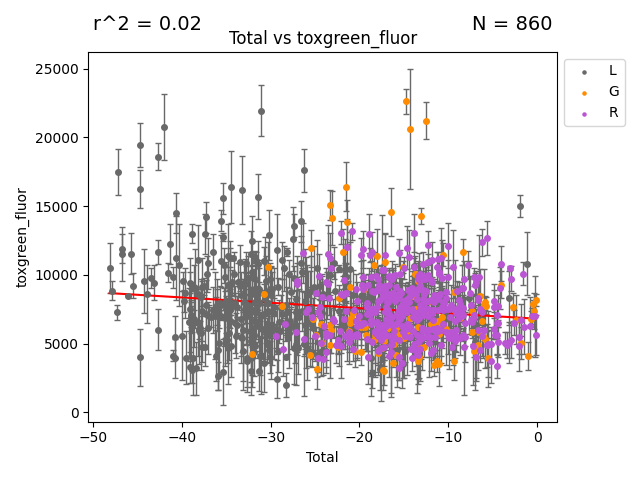 r^2 = 0.02 N = 860
Total vs toxgreen_fluor
25000
20000
15000
10000
5000
0
toxgreen_fluor
−50 −40 −30 −20 −10 0
Total
L
G
R